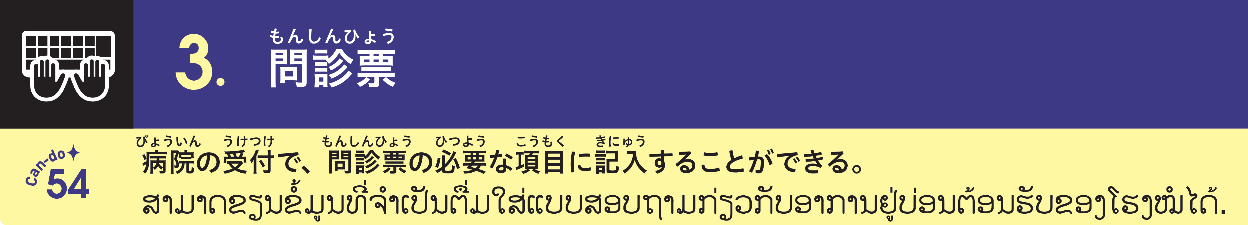 もんしんひょう
3. 問診票
びょういん うけつけ もんしんひょう ひつよう こうもく きにゅう
Can-do 54
病院の受付で、問診票の必要な項目に記入することができる。
ສາມາດຂຽນຂໍ້ມູນທີ່ຈຳເປັນຕື່ມໃສ່ແບບສອບຖາມກ່ຽວກັບອາການຢູ່ບ່ອນຕ້ອນຮັບຂອງໂຮງໝໍໄດ້.